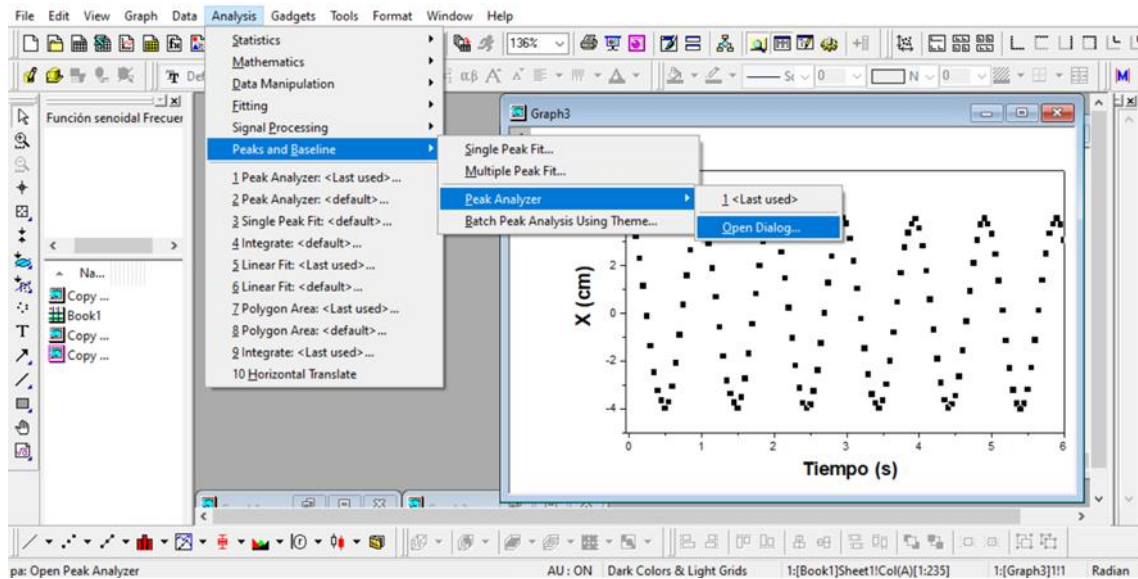 File Edit View Graph Data Analysis Gadgets Tools Format Window Help
136%
αβ
0
N
0
M
Función senoidal Frecuer
Na...
Copy ...
Book1
Copy ...
Copy ...
T
Statistics
Mathematics
Data Manipulation
Fitting
Signal Processing
Peaks and Baseline
1 Peak Analyzer: <Last used>...
2 Peak Analyzer: <default>...
3 Single Peak Fit: <default>...
4 Integrate: <default>...
5 Linear Fit: <Last used>...
6 Linear Fit: <default>...
7 Polygon Area: <Last used>...
8 Polygon Area: <default>...
9 Integrate: <Last used>...
10 Horizontal Translate
Single Peak Fit...
Multiple Peak Fit...
Peak Analyzer
Batch Peak Analysis Using Theme...
1 <Last used>
Open Dialog...
Graph3
X (cm)
2
0
-2
-4
0 1 2 3 4 5 6
Tiempo (s)
pa: Open Peak Analyzer
AU : ON Dark Colors & Light Grids 1:[Book1]Sheet1!Col(A)[1:235] 1:[Graph3]1!1 Radian